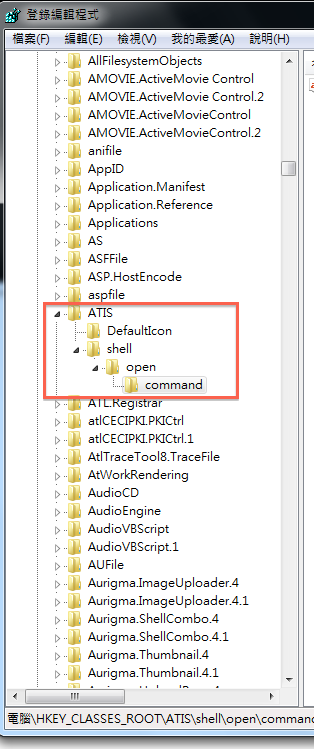 登錄編輯程式
檔案(F) 編輯(E) 檢視(V) 我的最愛(A) 說明(H)
AllFilesystemObjects
AMOVIE.ActiveMovie Control
AMOVIE.ActiveMovie Control.2
AMOVIE.ActiveMovieControl
AMOVIE.ActiveMovieControl.2
anifile
AppID
Application.Manifest
Application.Reference
Applications
AS
ASFFile
ASP.HostEncode
aspfile
ATIS
DefaultIcon
shell
open
command
ATL.Registrar
atlCECIPKI.PKICtrl
atlCECIPKI.PKICtrl.1
AtlTraceTool8.TraceFile
AtWorkRendering
AudioCD
AudioEngine
AudioVBScript
AudioVBScript.1
AUFile
Aurigma.ImageUploader.4
Aurigma.ImageUploader.4.1
Aurigma.ShellCombo.4
Aurigma.ShellCombo.4.1
Aurigma.Thumbnail.4
Aurigma.Thumbnail.4.1
電腦\HKEY_CLASSES_ROOT\ATIS\shell\open\command